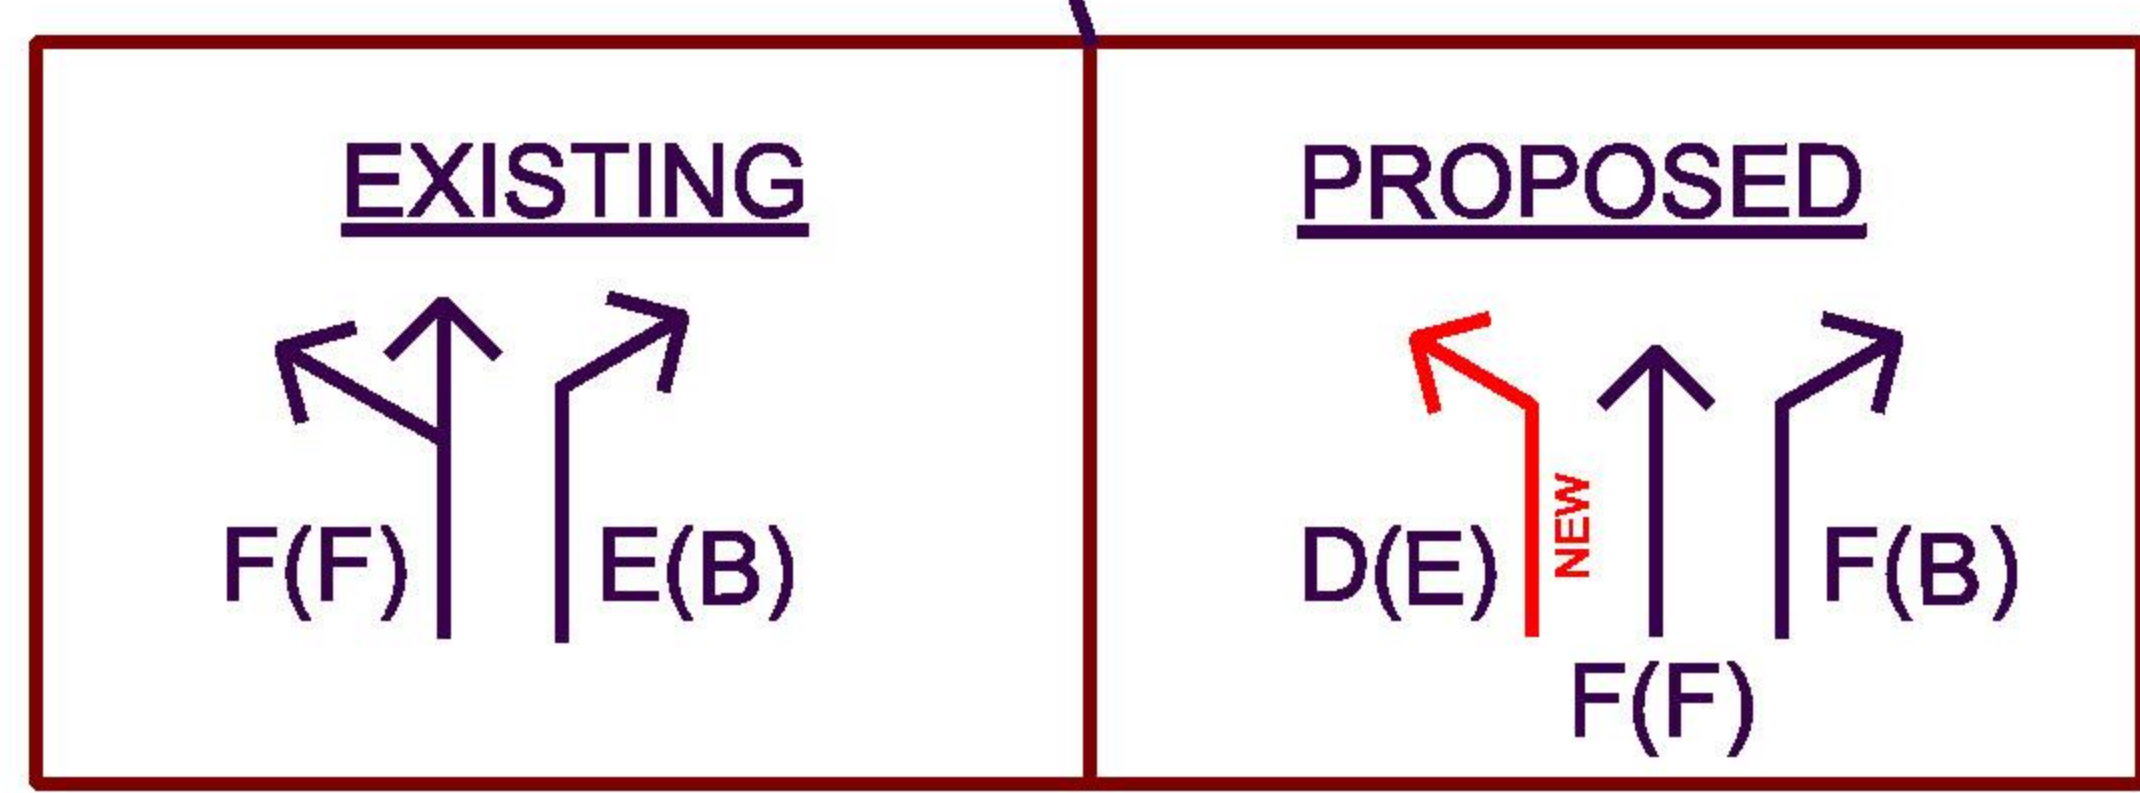 EXISTING
F(F) E(B)
PROPOSED
D(E) NEW F(B)
F(F)